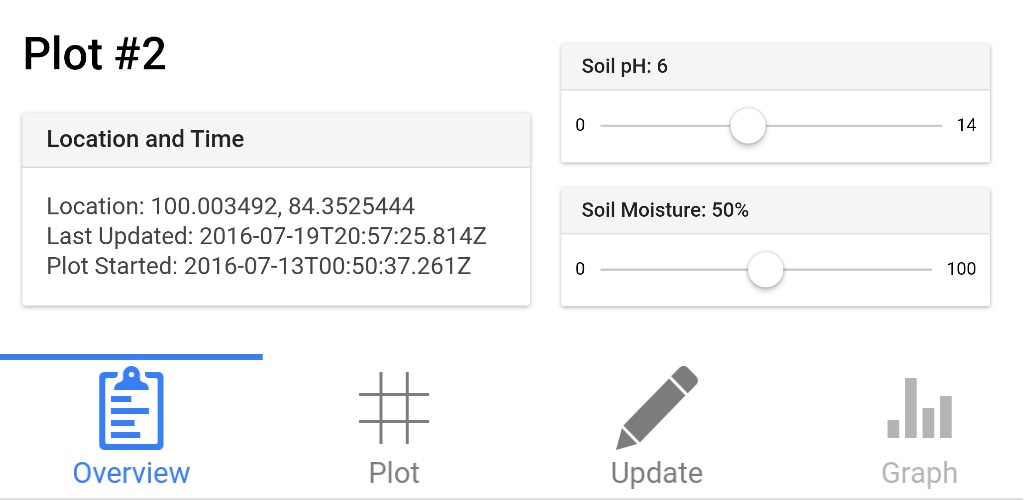 Plot #2
Location and Time
Location: 100.003492, 84.3525444
Last Updated: 2016-07-19T20:57:25.814Z
Plot Started: 2016-07-13T00:50:37.261Z
Soil pH: 6
0 14
Soil Moisture: 50%
0 100
Overview Plot Update Graph